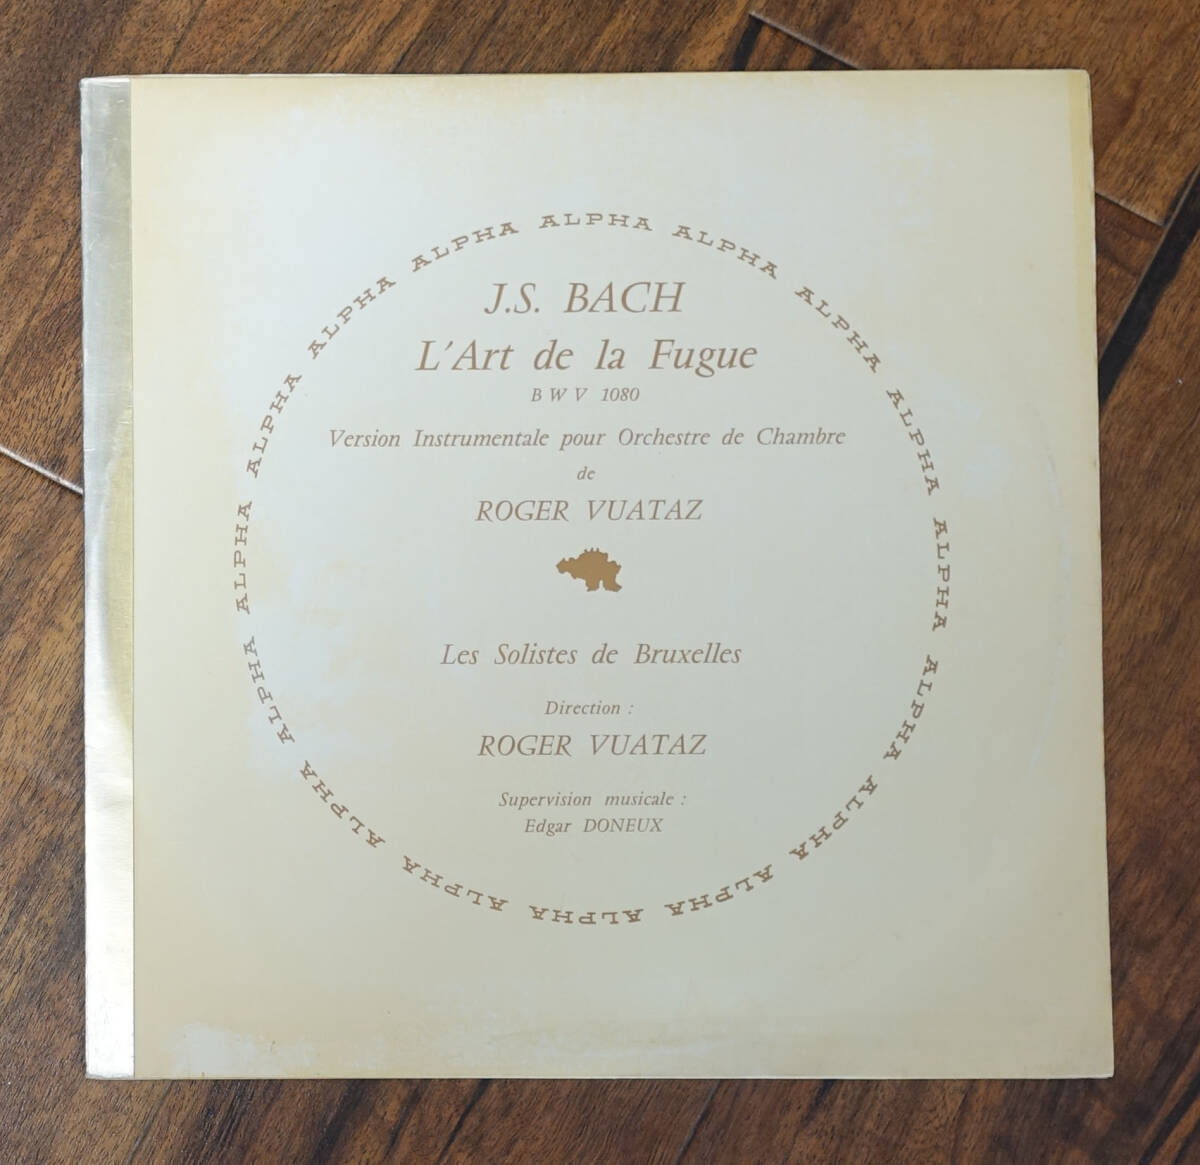 ALPHA ALPHA ALPHA ALPHA ALPHA ALPHA ALPHA ALPHA ALPHA ALPHA ALPHA ALPHA ALPHA ALPHA ALPHA ALPHA
J.S. BACH
L'Art de la Fugue
BWV 1080
Version Instrumentale pour Orchestre de Chambre
de
ROGER VUATAZ
Les Solistes de Bruxelles
Direction :
ROGER VUATAZ
Supervision musicale :
Edgar DONEUX